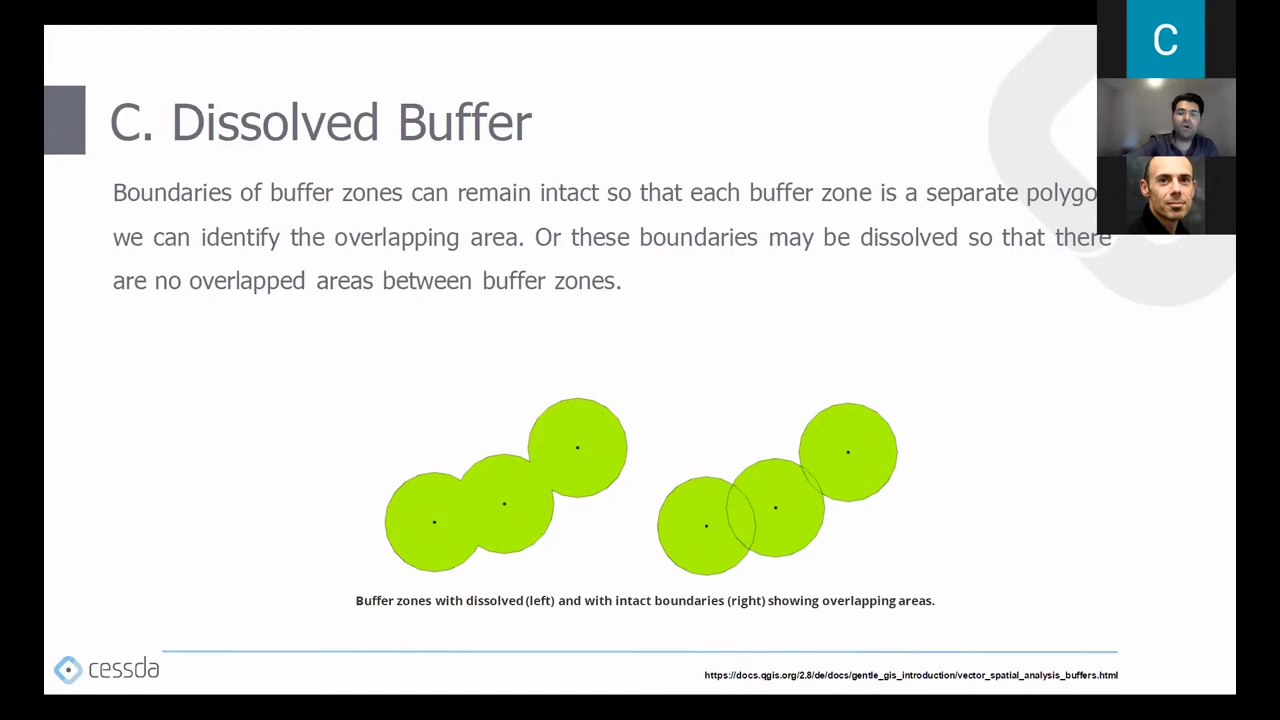 C
C. Dissolved Buffer
Boundaries of buffer zones can remain intact so that each buffer zone is a separate
we can identify the overlapping area. Or these boundaries may be dissolved so that there
are no overlapped areas between buffer zones.
Buffer zones with dissolved (left) and with intact boundaries (right) showing overlapping areas.
cessda
https://docs.qgis.org/2.8/de/docs/gentle_gis_introduction/vector_spatial_analysis_buffers.html